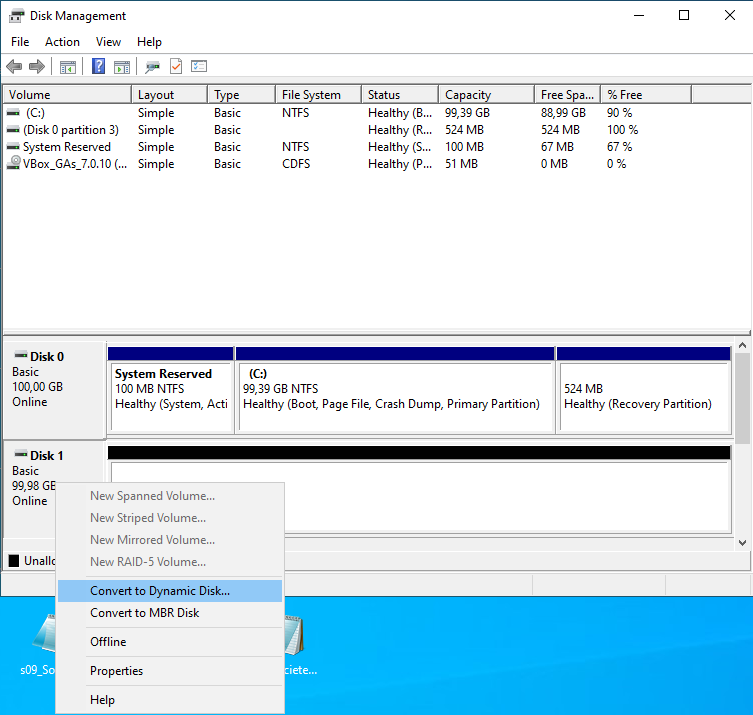 Disk Management
File Action View Help
Volume Layout Type File System Status Capacity Free Spa... % Free
(C:) Simple Basic NTFS Healthy (B... 99,39 GB 88,99 GB 90 %
(Disk 0 partition 3) Simple Basic Healthy (R... 524 MB 524 MB 100 %
System Reserved Simple Basic NTFS Healthy (S... 100 MB 67 MB 67 %
VBox_GAs_7.0.10 (... Simple Basic CDFS Healthy (P... 51 MB 0 MB 0 %
Disk 0
Basic
100,00 GB
Online
System Reserved
100 MB NTFS
Healthy (System, Acti
(C:)
99,39 GB NTFS
Healthy (Boot, Page File, Crash Dump, Primary Partition)
524 MB
Healthy (Recovery Partition)
Disk 1
Basic
99,98 GB
Online
Unallo
New Spanned Volume...
New Striped Volume...
New Mirrored Volume...
New RAID-5 Volume...
Convert to Dynamic Disk...
Convert to MBR Disk
Offline
Properties
Help
s09_So
ciete...